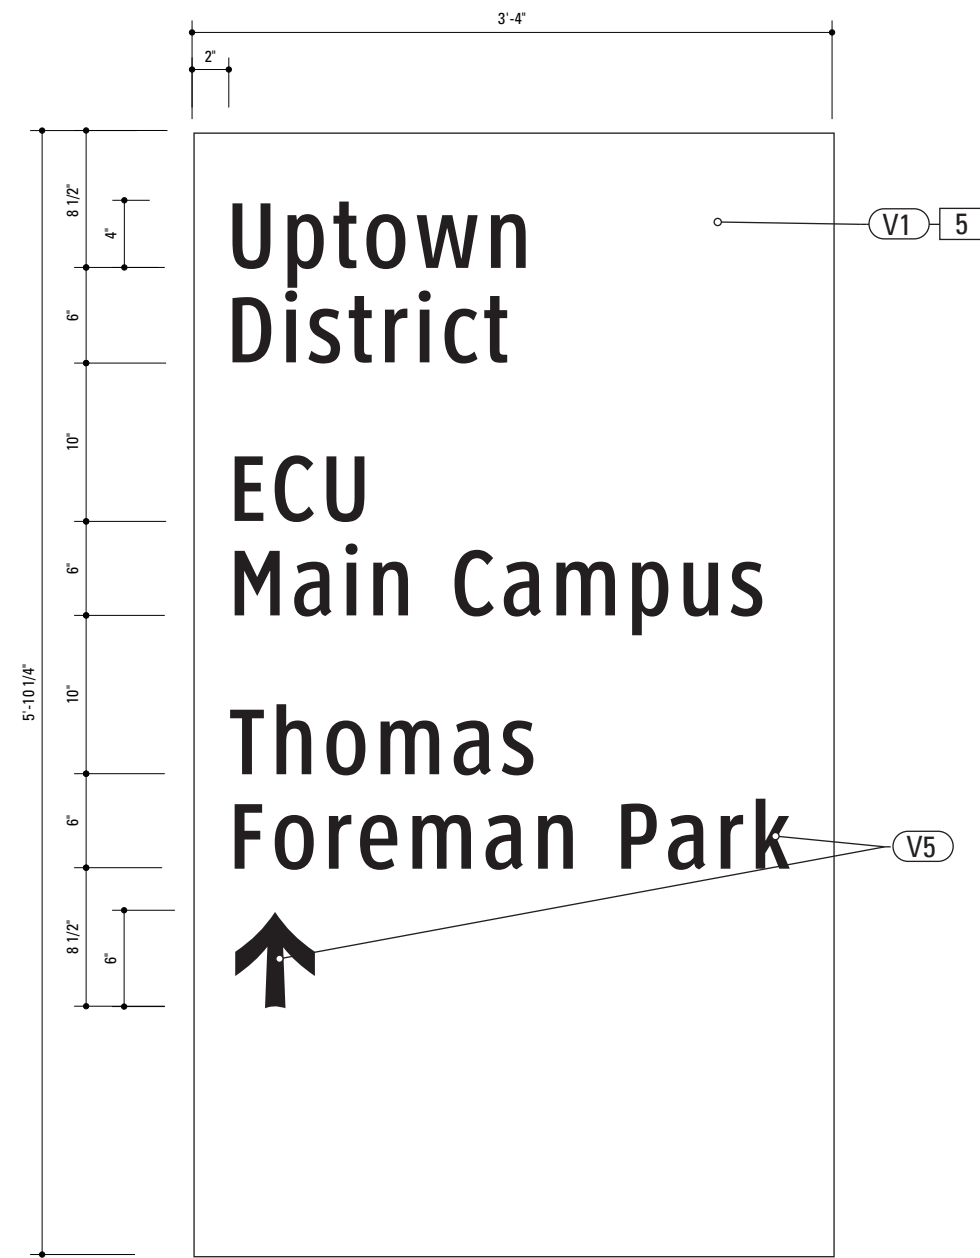 3'-4"
2"
8 1/2"
4"
6"
10"
6"
10"
6"
8 1/2"
6"
5'-10 1/4"
Uptown
District
ECU
Main Campus
Thomas
Foreman Park
V1 5
V5